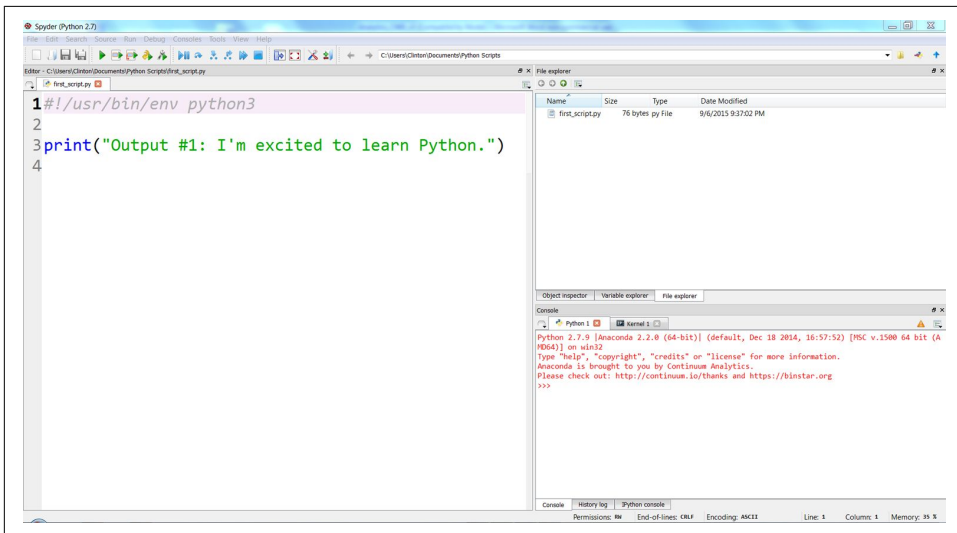 Spyder (Python 2.7)
File Edit Search Source Run Debug Consoles Tools View Help
C:\Users\Clinton\Documents\Python Scripts
Editor - C:\Users\Clinton\Documents\Python Scripts\first_script.py
first_script.py
1 #!/usr/bin/env python3
2
3 print("Output #1: I'm excited to learn Python.")
4
File explorer
Name Size Type Date Modified
first_script.py 76 bytes py File 9/6/2015 9:37:02 PM
Object inspector Variable explorer File explorer
Console
Python 1 Kernel 1
Python 2.7.9 |Anaconda 2.2.0 (64-bit)| (default, Dec 18 2014, 16:57:52) [MSC v.1500 64 bit (A
MD64)] on win32
Type "help", "copyright", "credits" or "license" for more information.
Anaconda is brought to you by Continuum Analytics.
Please check out: http://continuum.io/thanks and https://binstar.org
>>>
Console History log IPython console
Permissions: RW End-of-lines: CRLF Encoding: ASCII Line: 1 Column: 1 Memory: 35 %